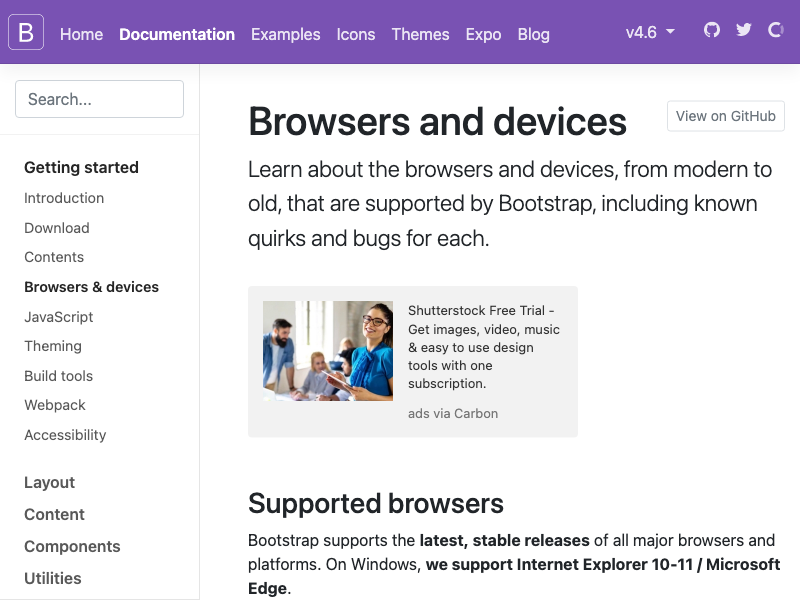 B Home Documentation Examples Icons Themes Expo Blog v4.6
Search...
Getting started
Introduction
Download
Contents
Browsers & devices
JavaScript
Theming
Build tools
Webpack
Accessibility
Layout
Content
Components
Utilities
Browsers and devices
View on GitHub
Learn about the browsers and devices, from modern to
old, that are supported by Bootstrap, including known
quirks and bugs for each.
Shutterstock Free Trial -
Get images, video, music
& easy to use design
tools with one
subscription.
ads via Carbon
Supported browsers
Bootstrap supports the latest, stable releases of all major browsers and
platforms. On Windows, we support Internet Explorer 10-11 / Microsoft
Edge.